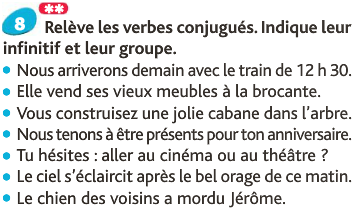 8 ** Relève les verbes conjugués. Indique leur
infinitif et leur groupe.
• Nous arriverons demain avec le train de 12 h 30.
• Elle vend ses vieux meubles à la brocante.
• Vous construisez une jolie cabane dans l'arbre.
• Nous tenons à être présents pour ton anniversaire.
• Tu hésites : aller au cinéma ou au théâtre ?
• Le ciel s'éclaircit après le bel orage de ce matin.
• Le chien des voisins a mordu Jérôme.